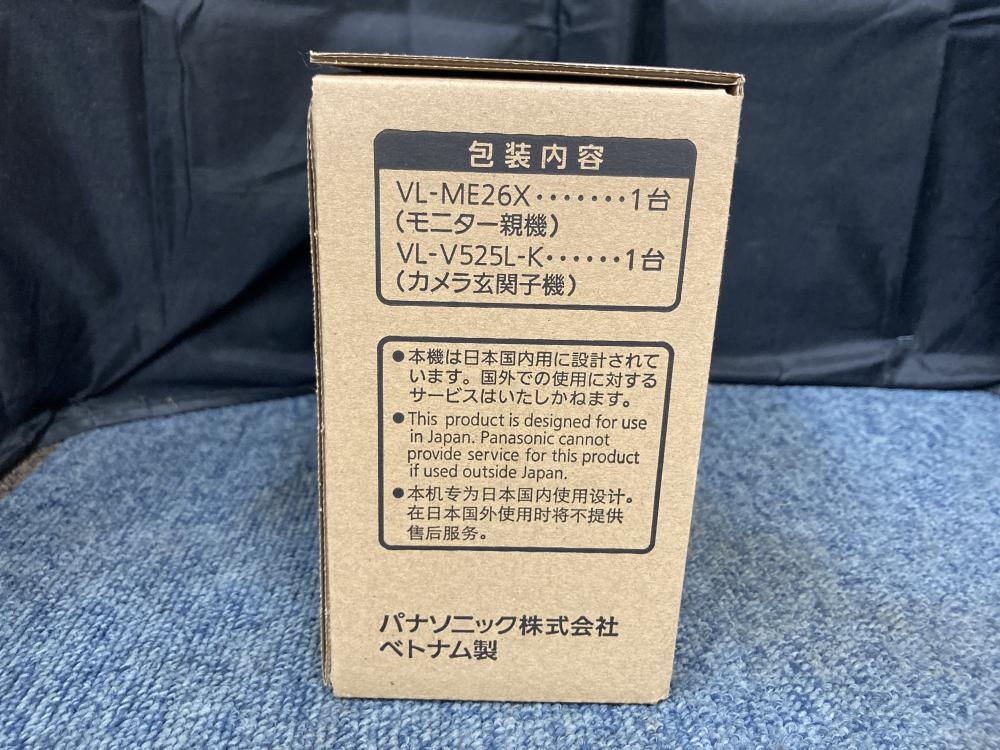 包装内容
VL-ME26X・・・・・・・1台
(モニター親機)
VL-V525L-K・・・・・・1台
(カメラ玄関子機)
●本機は日本国内用に設計されて
います。国外での使用に対する
サービスはいたしかねます。
●This product is designed for use
in Japan. Panasonic cannot
provide service for this product
if used outside Japan.
●本机专为日本国内使用设计。
在日本国外使用时将不提供
售后服务。
パナソニック株式会社
ベトナム製